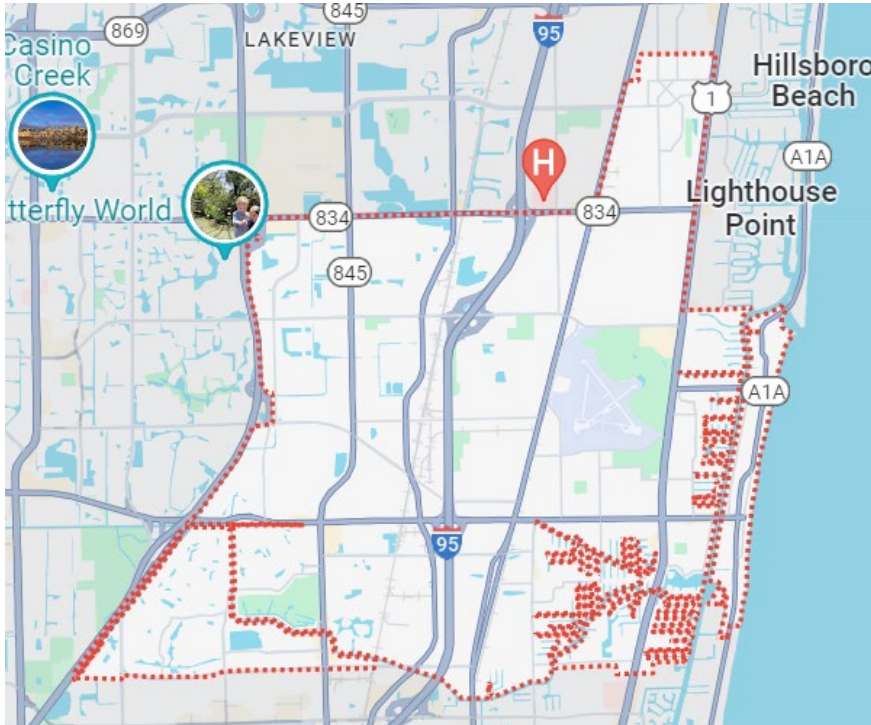 869
845
LAKEVIEW
95
Casino
Creek
Hillsboro
Beach
1
H
A1A
tterfly World
Lighthouse
Point
834
834
845
A1A
95